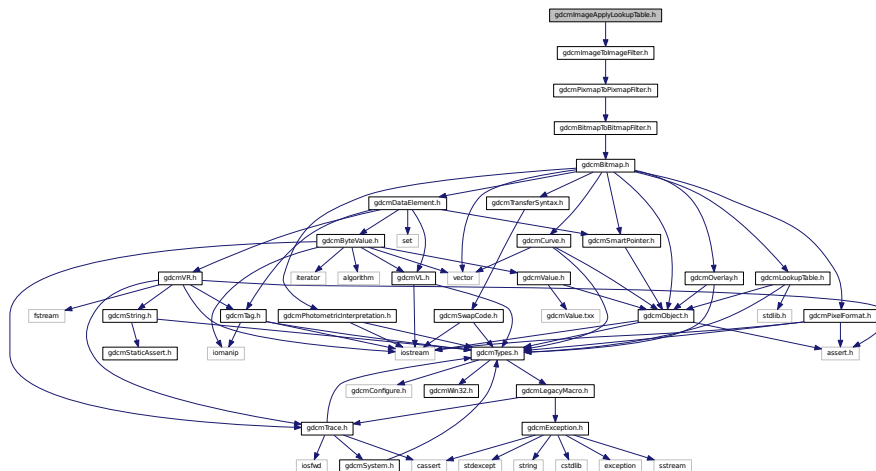 gdcmImageApplyLookupTable.h
gdcmImageToImageFilter.h
gdcmPixmapToPixmapFilter.h
gdcmBitmapToBitmapFilter.h
gdcmBitmap.h
gdcmDataElement.h
gdcmTransferSyntax.h
gdcmByteValue.h
set
gdcmCurve.h
gdcmSmartPointer.h
gdcmVR.h
iterator
algorithm
gdcmVL.h
vector
gdcmValue.h
gdcmOverlay.h
gdcmLookupTable.h
fstream
gdcmString.h
gdcmTag.h
gdcmPhotometricInterpretation.h
gdcmSwapCode.h
gdcmValue.txx
gdcmObject.h
stdlib.h
gdcmPixelFormat.h
gdcmStaticAssert.h
iomanip
iostream
gdcmTypes.h
assert.h
gdcmConfigure.h
gdcmWin32.h
gdcmLegacyMacro.h
gdcmTrace.h
gdcmException.h
iosfwd
gdcmSystem.h
cassert
stdexcept
string
cstdlib
exception
sstream